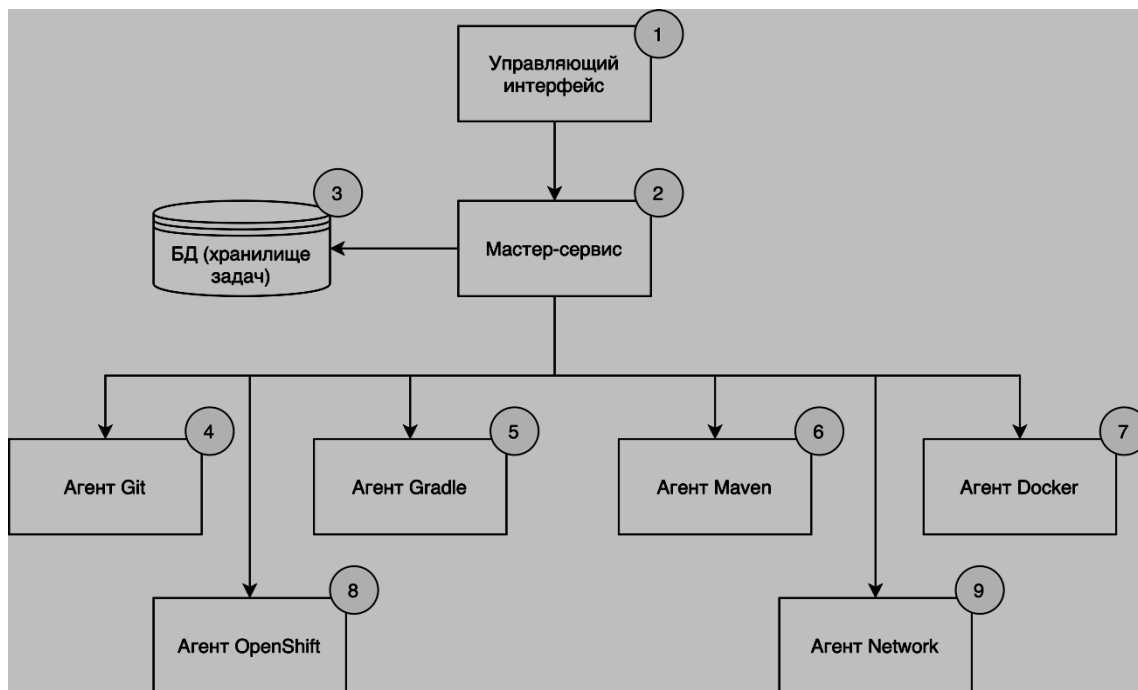 1
Управляющий
интерфейс
3
2
БД (хранилище
задач)
Мастер-сервис
4
5
6
7
Агент Git
Агент Gradle
Агент Maven
Агент Docker
8
9
Агент OpenShift
Агент Network